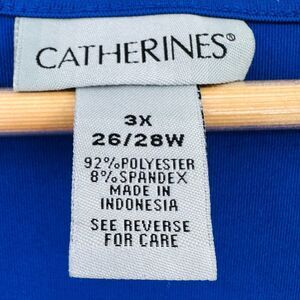 CATHERINES®
3X
26/28W
92% POLYESTER
8% SPANDEX
MADE IN
INDONESIA
SEE REVERSE
FOR CARE